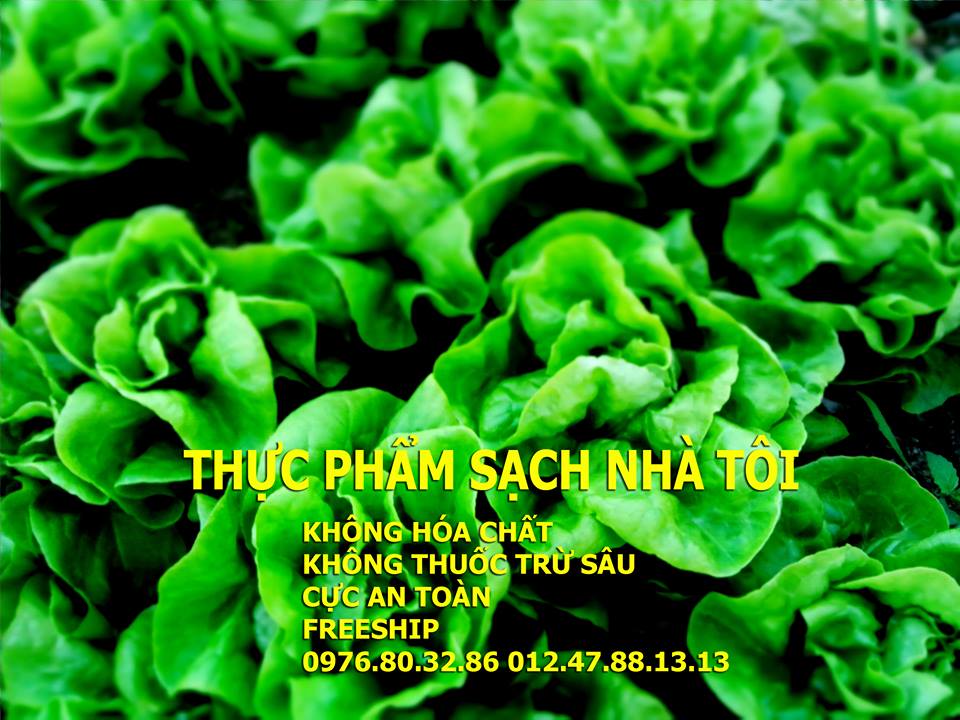 THỰC PHẨM SẠCH NHÀ TÔI
KHÔNG HÓA CHẤT
KHÔNG THUỐC TRỪ SÂU
CỰC AN TOÀN
FREESHIP
0976.80.32.86 012.47.88.13.13